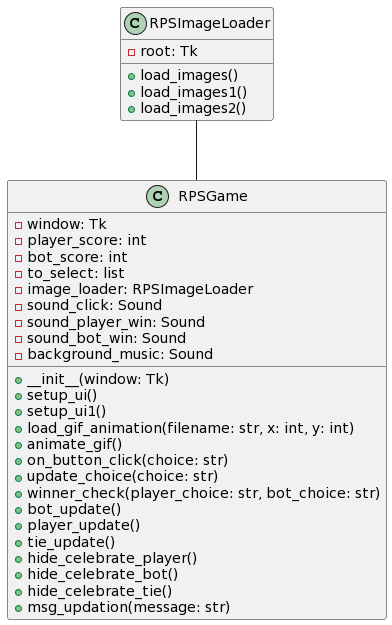 C RPSImageLoader
root: Tk
load_images()
load_images1()
load_images2()
C RPSGame
window: Tk
player_score: int
bot_score: int
to_select: list
image_loader: RPSImageLoader
sound_click: Sound
sound_player_win: Sound
sound_bot_win: Sound
background_music: Sound
__init__(window: Tk)
setup_ui()
setup_ui1()
load_gif_animation(filename: str, x: int, y: int)
animate_gif()
on_button_click(choice: str)
update_choice(choice: str)
winner_check(player_choice: str, bot_choice: str)
bot_update()
player_update()
tie_update()
hide_celebrate_player()
hide_celebrate_bot()
hide_celebrate_tie()
msg_updation(message: str)